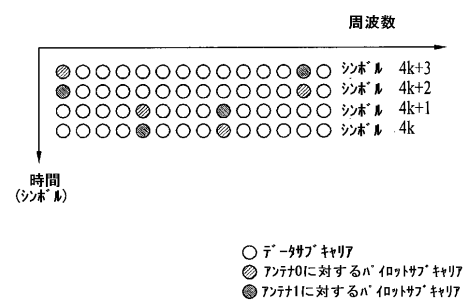 周波数
シンボル 4k+3
シンボル 4k+2
シンボル 4k+1
シンボル 4k
時間
(シンボル)
データサブキャリア
アンテナ0に対するパイロットサブキャリア
アンテナ1に対するパイロットサブキャリア